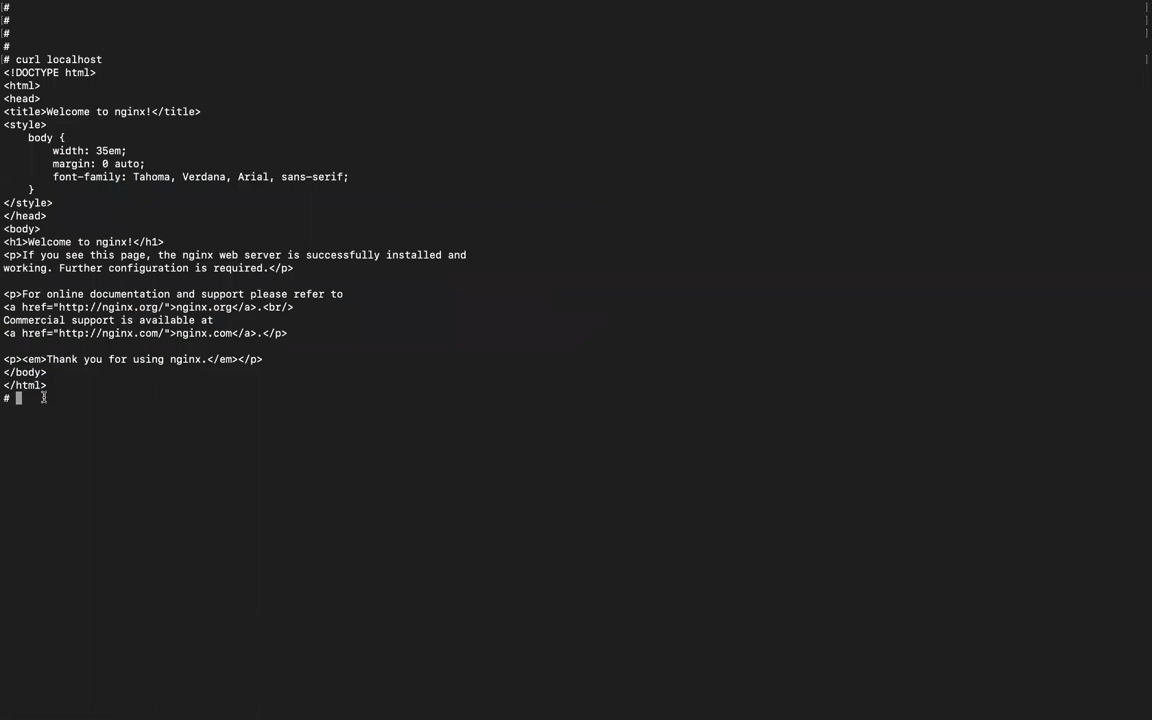 #
#
#
#
# curl localhost
<!DOCTYPE html>
<html>
<head>
<title>Welcome to nginx!</title>
<style>
    body {
        width: 35em;
        margin: 0 auto;
        font-family: Tahoma, Verdana, Arial, sans-serif;
    }
</style>
</head>
<body>
<h1>Welcome to nginx!</h1>
<p>If you see this page, the nginx web server is successfully installed and
working. Further configuration is required.</p>

<p>For online documentation and support please refer to
<a href="http://nginx.org/">nginx.org</a>.<br/>
Commercial support is available at
<a href="http://nginx.com/">nginx.com</a>.</p>

<p><em>Thank you for using nginx.</em></p>
</body>
</html>
#